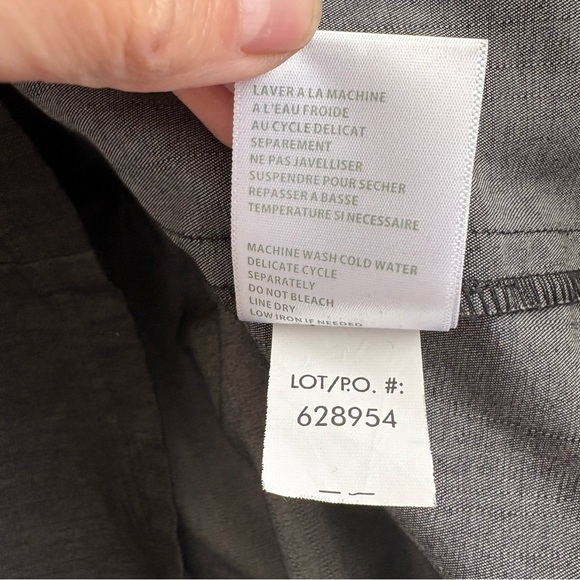 LAVER A LA MACHINE
A L'EAU FROIDE
AU CYCLE DELICAT
SEPAREMENT
NE PAS JAVELLISER
SUSPENDRE POUR SECHER
REPASSER A BASSE
TEMPERATURE SI NECESSAIRE
MACHINE WASH COLD WATER
DELICATE CYCLE
SEPARATELY
DO NOT BLEACH
LINE DRY
LOW IRON IF NEEDED
LOT/P.O. #:
628954